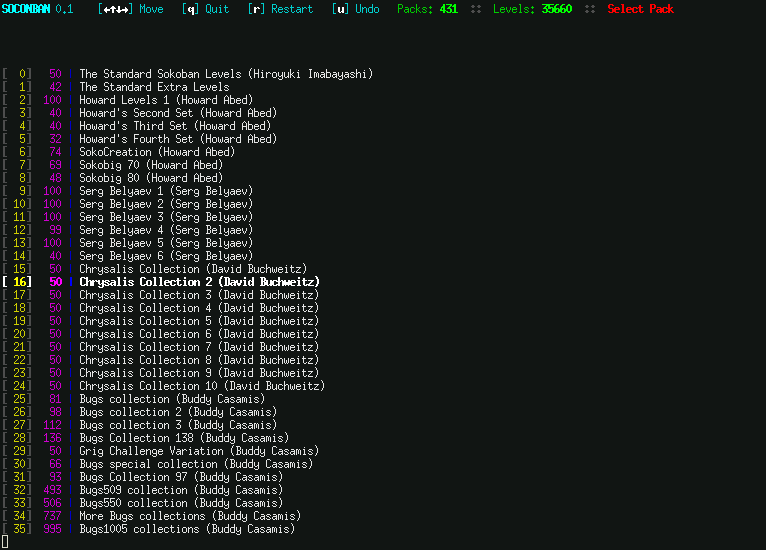 SOCONBAN 0.1 [←↑↓→] Move [q] Quit [r] Restart [u] Undo Packs: 431 :: Levels: 35660 :: Select Pack
[ 0] 50 | The Standard Sokoban Levels (Hiroyuki Imabayashi)
[ 1] 42 | The Standard Extra Levels
[ 2] 100 | Howard Levels 1 (Howard Abed)
[ 3] 40 | Howard's Second Set (Howard Abed)
[ 4] 40 | Howard's Third Set (Howard Abed)
[ 5] 32 | Howard's Fourth Set (Howard Abed)
[ 6] 74 | SokoCreation (Howard Abed)
[ 7] 69 | Sokobig 70 (Howard Abed)
[ 8] 48 | Sokobig 80 (Howard Abed)
[ 9] 100 | Serg Belyaev 1 (Serg Belyaev)
[ 10] 100 | Serg Belyaev 2 (Serg Belyaev)
[ 11] 100 | Serg Belyaev 3 (Serg Belyaev)
[ 12] 99 | Serg Belyaev 4 (Serg Belyaev)
[ 13] 100 | Serg Belyaev 5 (Serg Belyaev)
[ 14] 40 | Serg Belyaev 6 (Serg Belyaev)
[ 15] 50 | Chrysalis Collection (David Buchweitz)
[ 16] 50 | Chrysalis Collection 2 (David Buchweitz)
[ 17] 50 | Chrysalis Collection 3 (David Buchweitz)
[ 18] 50 | Chrysalis Collection 4 (David Buchweitz)
[ 19] 50 | Chrysalis Collection 5 (David Buchweitz)
[ 20] 50 | Chrysalis Collection 6 (David Buchweitz)
[ 21] 50 | Chrysalis Collection 7 (David Buchweitz)
[ 22] 50 | Chrysalis Collection 8 (David Buchweitz)
[ 23] 50 | Chrysalis Collection 9 (David Buchweitz)
[ 24] 50 | Chrysalis Collection 10 (David Buchweitz)
[ 25] 81 | Bugs collection (Buddy Casamis)
[ 26] 98 | Bugs collection 2 (Buddy Casamis)
[ 27] 112 | Bugs collection 3 (Buddy Casamis)
[ 28] 136 | Bugs Collection 138 (Buddy Casamis)
[ 29] 50 | Grig Challenge Variation (Buddy Casamis)
[ 30] 66 | Bugs special collection (Buddy Casamis)
[ 31] 93 | Bugs Collection 97 (Buddy Casamis)
[ 32] 493 | Bugs509 collection (Buddy Casamis)
[ 33] 506 | Bugs550 collection (Buddy Casamis)
[ 34] 737 | More Bugs collections (Buddy Casamis)
[ 35] 995 | Bugs1005 collections (Buddy Casamis)